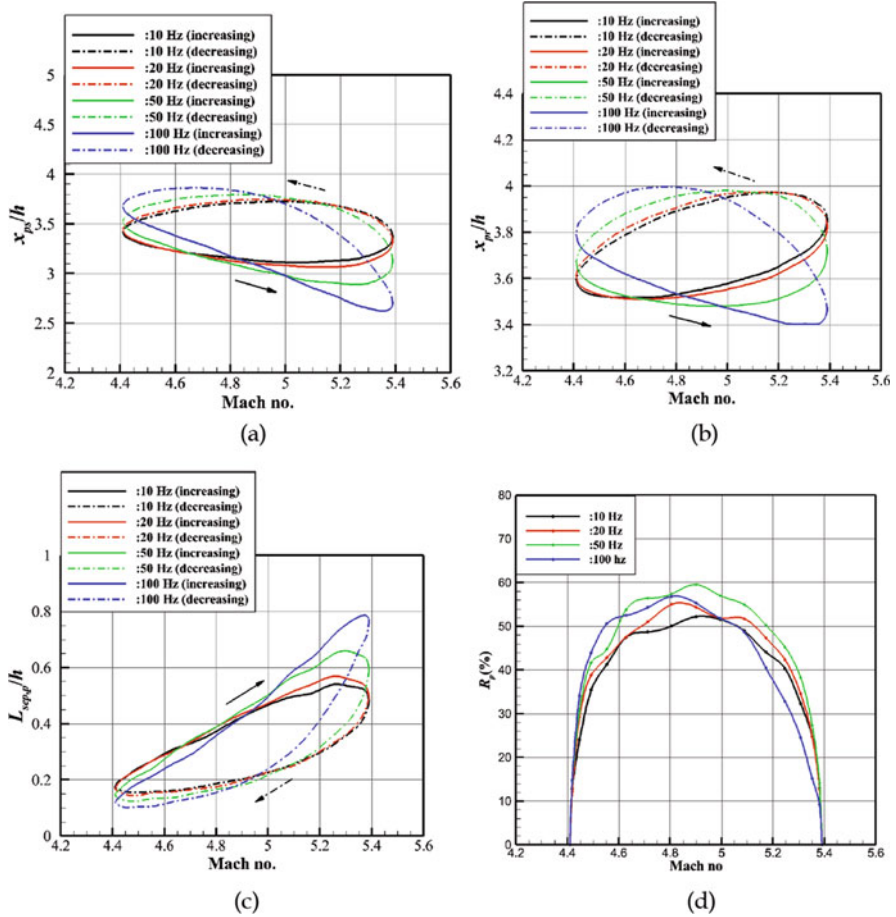 :10 Hz (increasing)
:10 Hz (decreasing)
:20 Hz (increasing)
:20 Hz (decreasing)
:50 Hz (increasing)
:50 Hz (decreasing)
:100 Hz (increasing)
:100 Hz (decreasing)
x_ps/h
5
4.5
4
3.5
3
2.5
2
4.2 4.4 4.6 4.8 5 5.2 5.4 5.6
Mach no.
(a)
:10 Hz (increasing)
:10 Hz (decreasing)
:20 Hz (increasing)
:20 Hz (decreasing)
:50 Hz (increasing)
:50 Hz (decreasing)
:100 Hz (increasing)
:100 Hz (decreasing)
x_pr/h
4.4
4.2
4
3.8
3.6
3.4
3.2
4.2 4.4 4.6 4.8 5 5.2 5.4 5.6
Mach no.
(b)
:10 Hz (increasing)
:10 Hz (decreasing)
:20 Hz (increasing)
:20 Hz (decreasing)
:50 Hz (increasing)
:50 Hz (decreasing)
:100 Hz (increasing)
:100 Hz (decreasing)
L_sep,p/h
1
0.8
0.6
0.4
0.2
0
4.2 4.4 4.6 4.8 5 5.2 5.4 5.6
Mach no.
(c)
:10 Hz
:20 Hz
:50 Hz
:100 hz
R_p(%)
80
70
60
50
40
30
20
10
0
4.2 4.4 4.6 4.8 5 5.2 5.4 5.6
Mach no
(d)